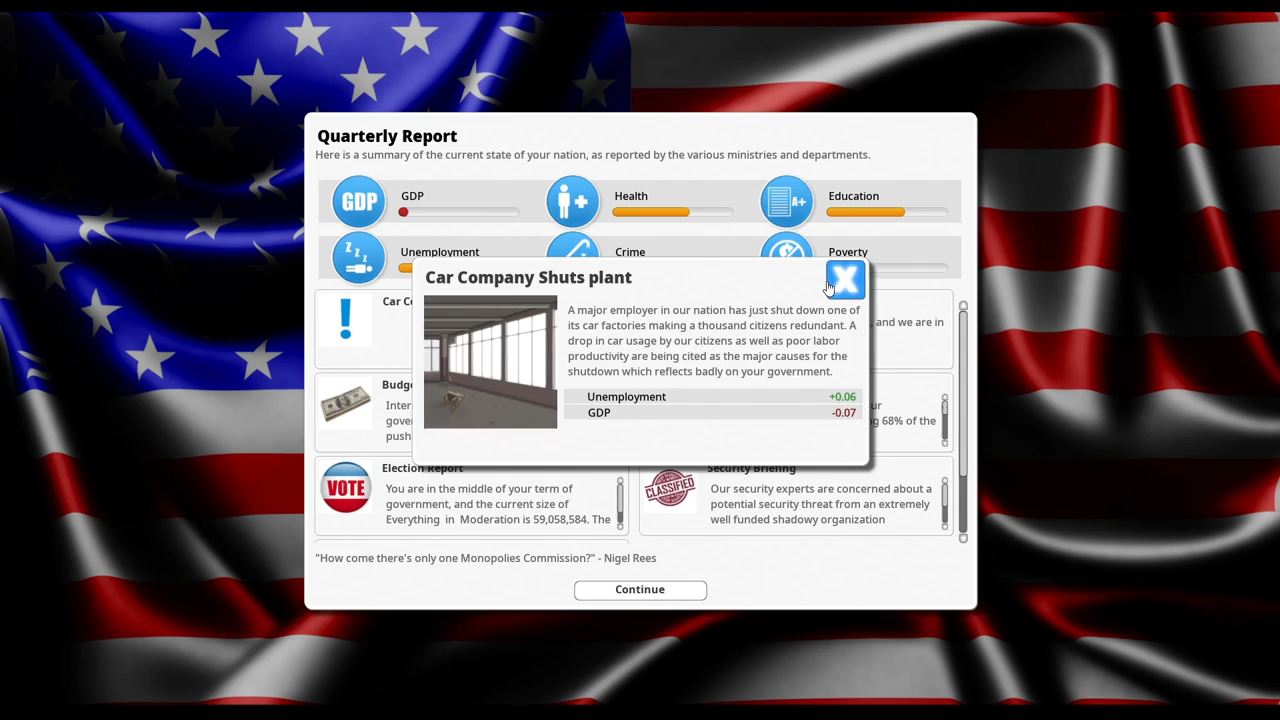 Quarterly Report
Here is a summary of the current state of your nation, as reported by the various ministries and departments.
GDP
GDP
Health
A+
Education
Z Z Z
Unemployment
Crime
Poverty
Car Company Shuts plant
X
A major employer in our nation has just shut down one of
its car factories making a thousand citizens redundant. A
drop in car usage by our citizens as well as poor labor
productivity are being cited as the major causes for the
shutdown which reflects badly on your government.
Unemployment +0.06
GDP -0.07
Car Co
, and we are in
Budge
Inter
gover
push
ur
g 68% of the
Election Report
VOTE
You are in the middle of your term of
government, and the current size of
Everything in Moderation is 59,058,584. The
Security Briefing
CLASSIFIED
Our security experts are concerned about a
potential security threat from an extremely
well funded shadowy organization
"How come there's only one Monopolies Commission?" - Nigel Rees
Continue